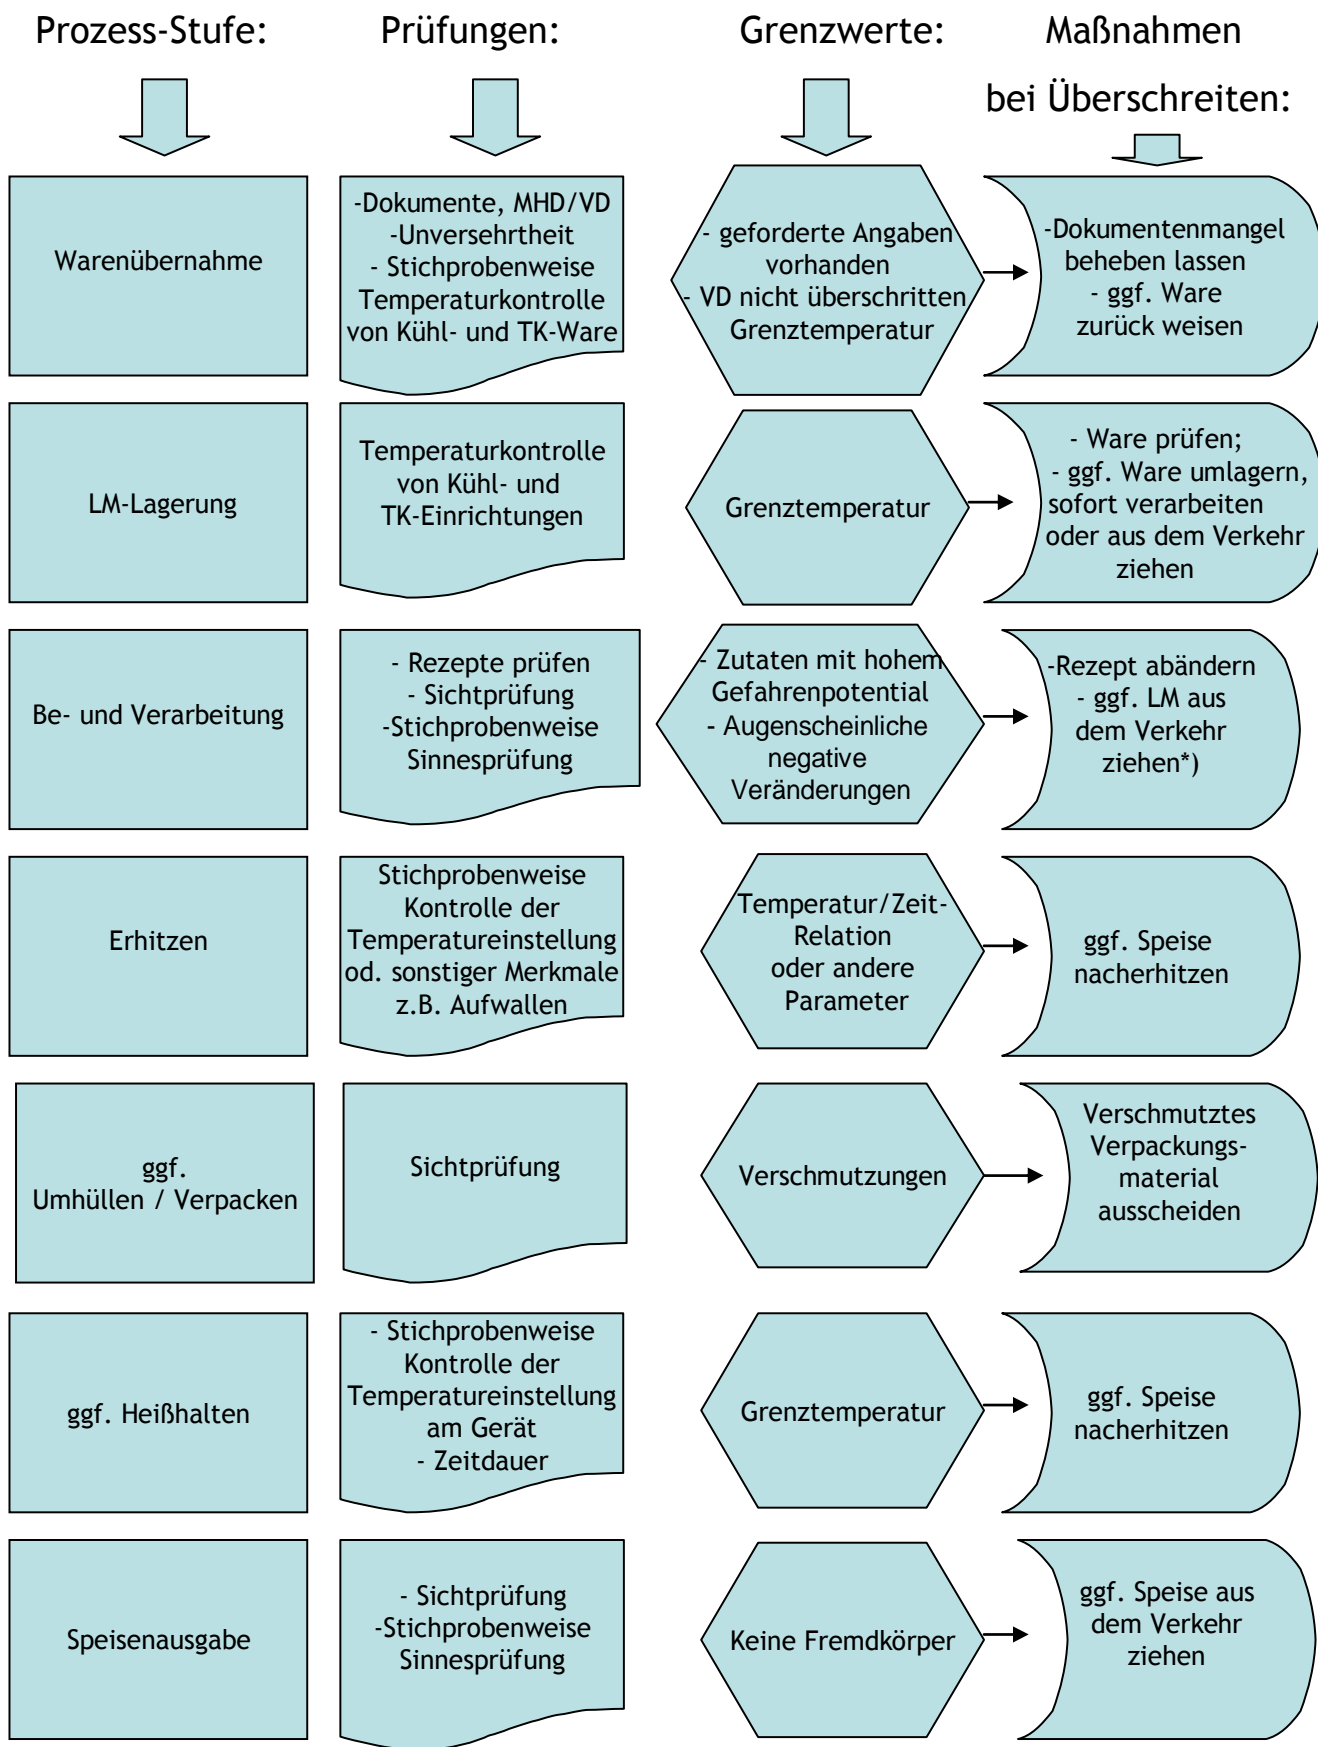 Prozess-Stufe:
Prüfungen:
Grenzwerte:
Maßnahmen
bei Überschreiten:
Warenübernahme
-Dokumente, MHD/VD
-Unversehrtheit
- Stichprobenweise
Temperaturkontrolle
von Kühl- und TK-Ware
- geforderte Angaben
vorhanden
- VD nicht überschritten
Grenztemperatur
-Dokumentenmangel
beheben lassen
- ggf. Ware
zurück weisen
LM-Lagerung
Temperaturkontrolle
von Kühl- und
TK-Einrichtungen
Grenztemperatur
- Ware prüfen;
- ggf. Ware umlagern,
sofort verarbeiten
oder aus dem Verkehr
ziehen
Be- und Verarbeitung
- Rezepte prüfen
- Sichtprüfung
-Stichprobenweise
Sinnesprüfung
- Zutaten mit hohem
Gefahrenpotential
- Augenscheinliche
negative
Veränderungen
-Rezept abändern
- ggf. LM aus
dem Verkehr
ziehen*)
Erhitzen
Stichprobenweise
Kontrolle der
Temperatureinstellung
od. sonstiger Merkmale
z.B. Aufwallen
Temperatur/Zeit-
Relation
oder andere
Parameter
ggf. Speise
nacherhitzen
ggf.
Umhüllen / Verpacken
Sichtprüfung
Verschmutzungen
Verschmutztes
Verpackungs-
material
ausscheiden
ggf. Heißhalten
- Stichprobenweise
Kontrolle der
Temperatureinstellung
am Gerät
- Zeitdauer
Grenztemperatur
ggf. Speise
nacherhitzen
Speisenausgabe
- Sichtprüfung
-Stichprobenweise
Sinnesprüfung
Keine Fremdkörper
ggf. Speise aus
dem Verkehr
ziehen